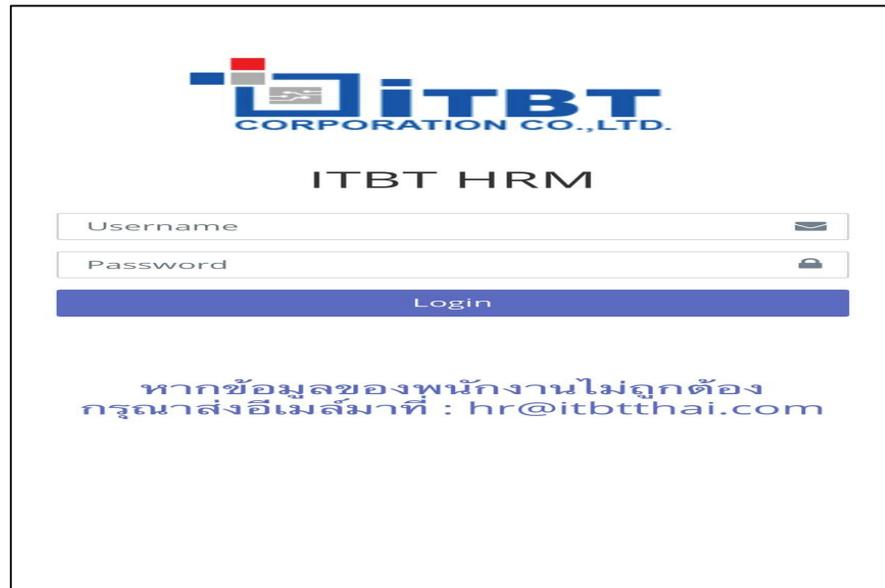 iTBT
CORPORATION CO.,LTD.
ITBT HRM
Username
Password
Login
หากข้อมูลของพนักงานไม่ถูกต้อง
กรุณาส่งอีเมล์มาที่ : hr@itbtthai.com